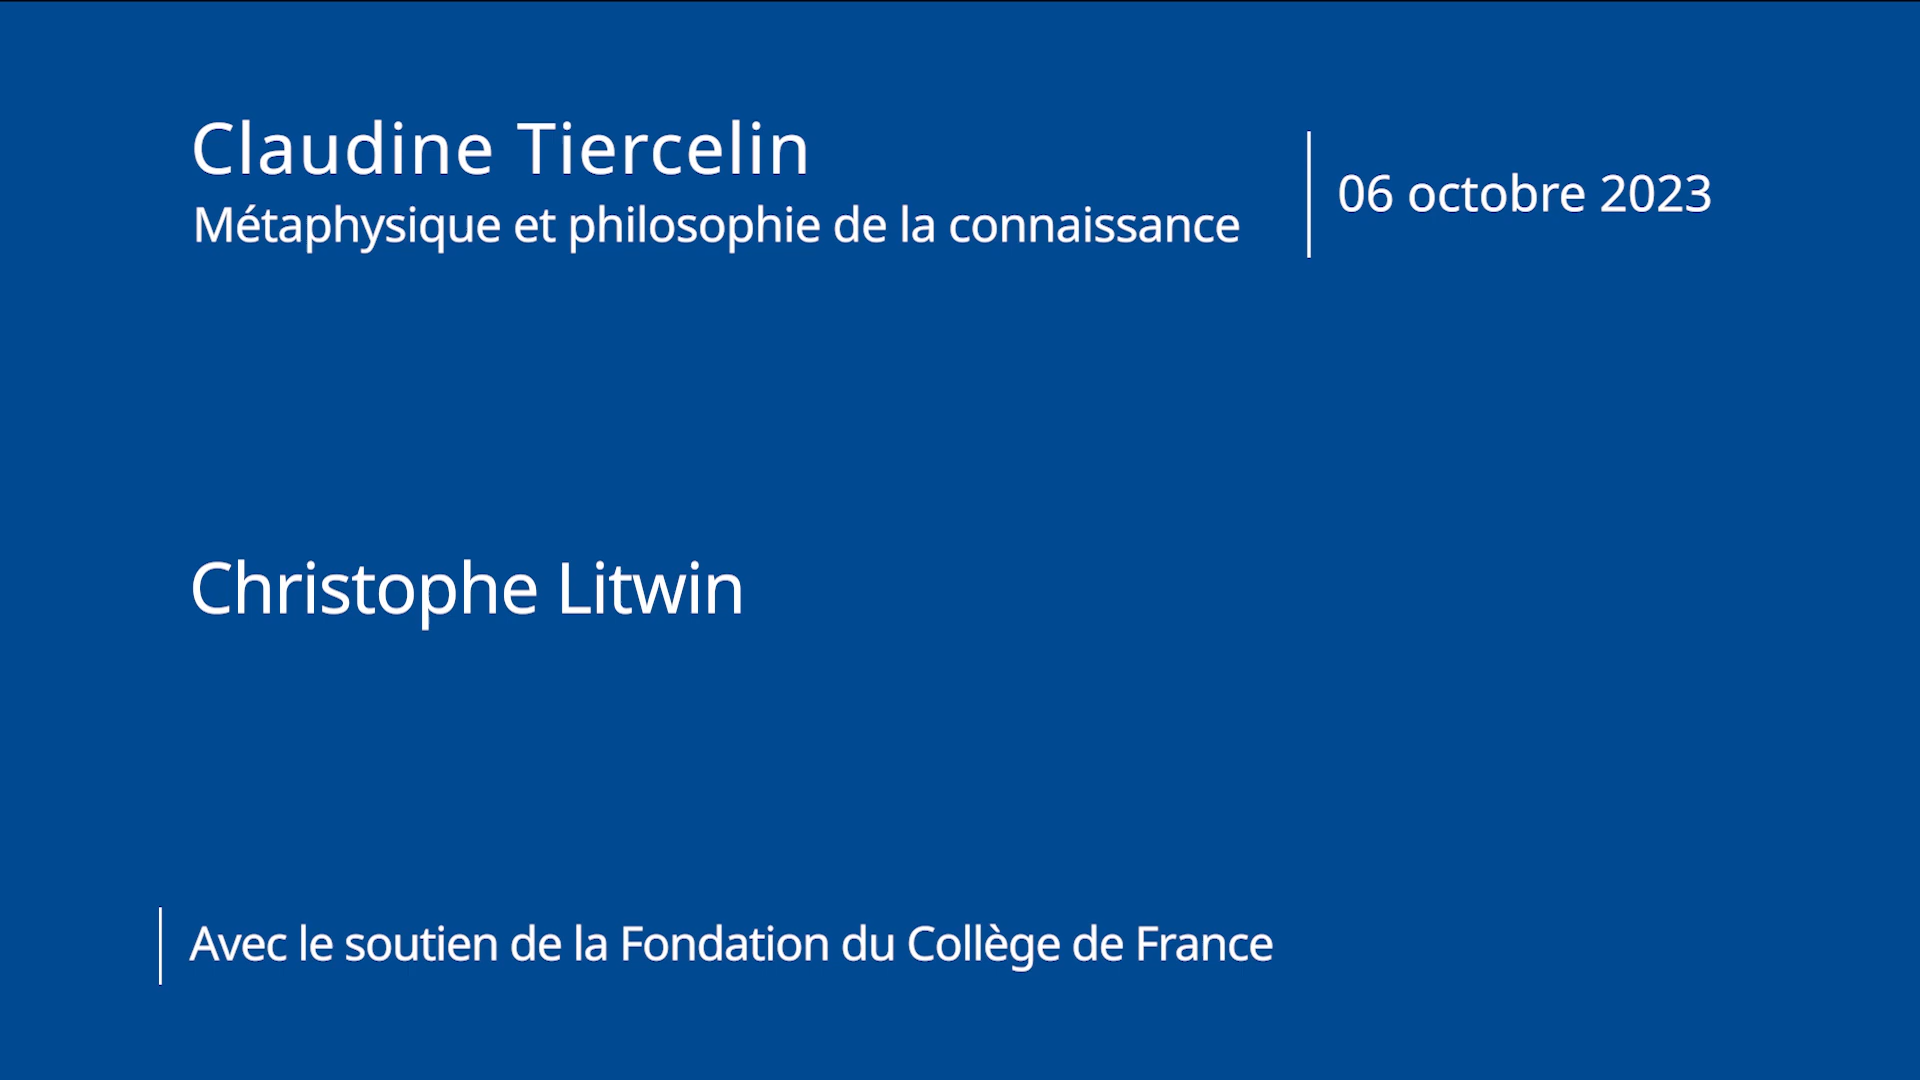 Claudine Tiercelin
Métaphysique et philosophie de la connaissance
06 octobre 2023
Christophe Litwin
Avec le soutien de la Fondation du Collège de France